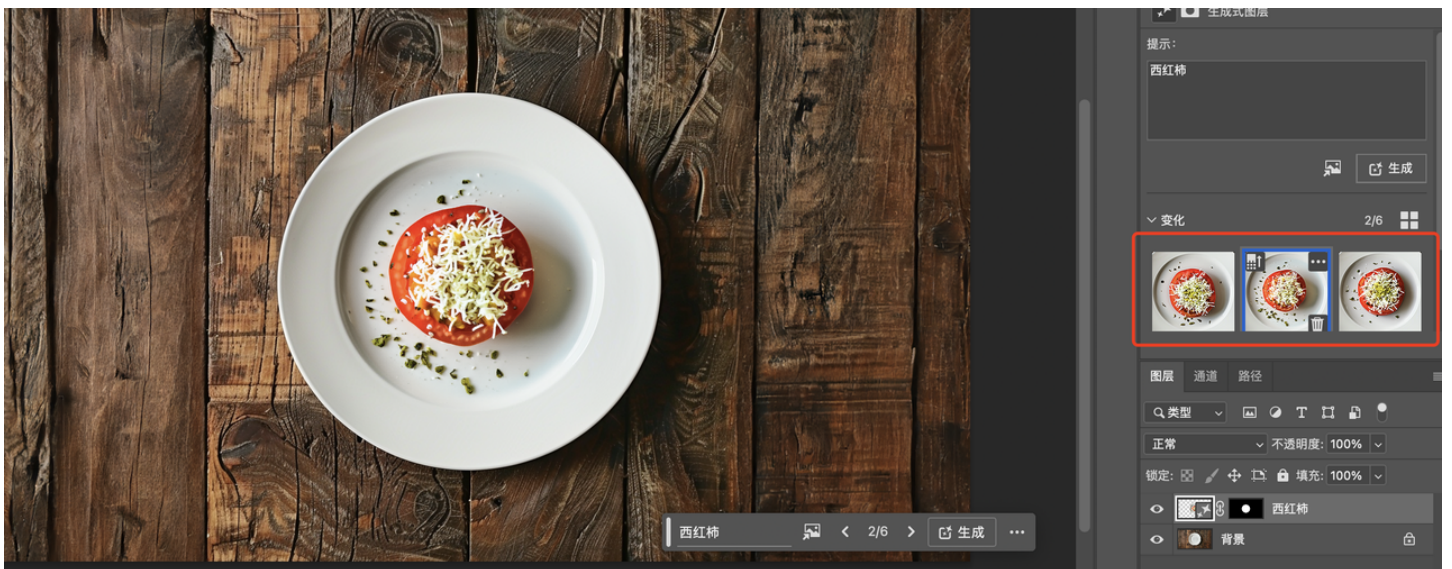 生成式图层
提示:
西红柿
生成
变化 2/6
图层 通道 路径
类型
正常 不透明度: 100%
锁定: 填充: 100%
西红柿
背景
西红柿 2/6 生成